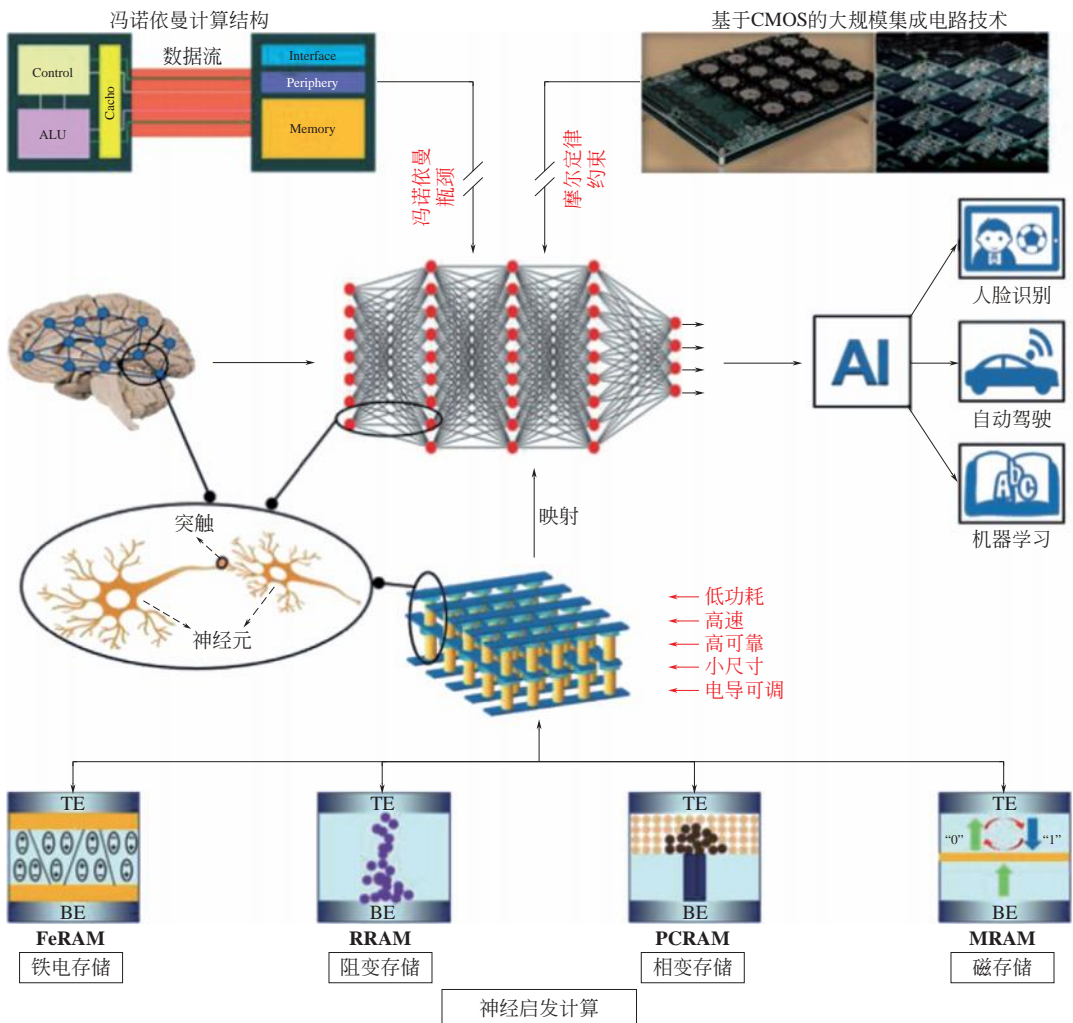 冯诺依曼计算结构
基于CMOS的大规模集成电路技术
Control
ALU
Cacho
数据流
Interface
Periphery
Memory
冯诺依曼
瓶颈
摩尔定律
约束
人脸识别
AI
自动驾驶
ABC
机器学习
映射
突触
神经元
低功耗
高速
高可靠
小尺寸
电导可调
TE
BE
FeRAM
铁电存储
TE
BE
RRAM
阻变存储
TE
BE
PCRAM
相变存储
TE
“0”
“1”
BE
MRAM
磁存储
神经启发计算